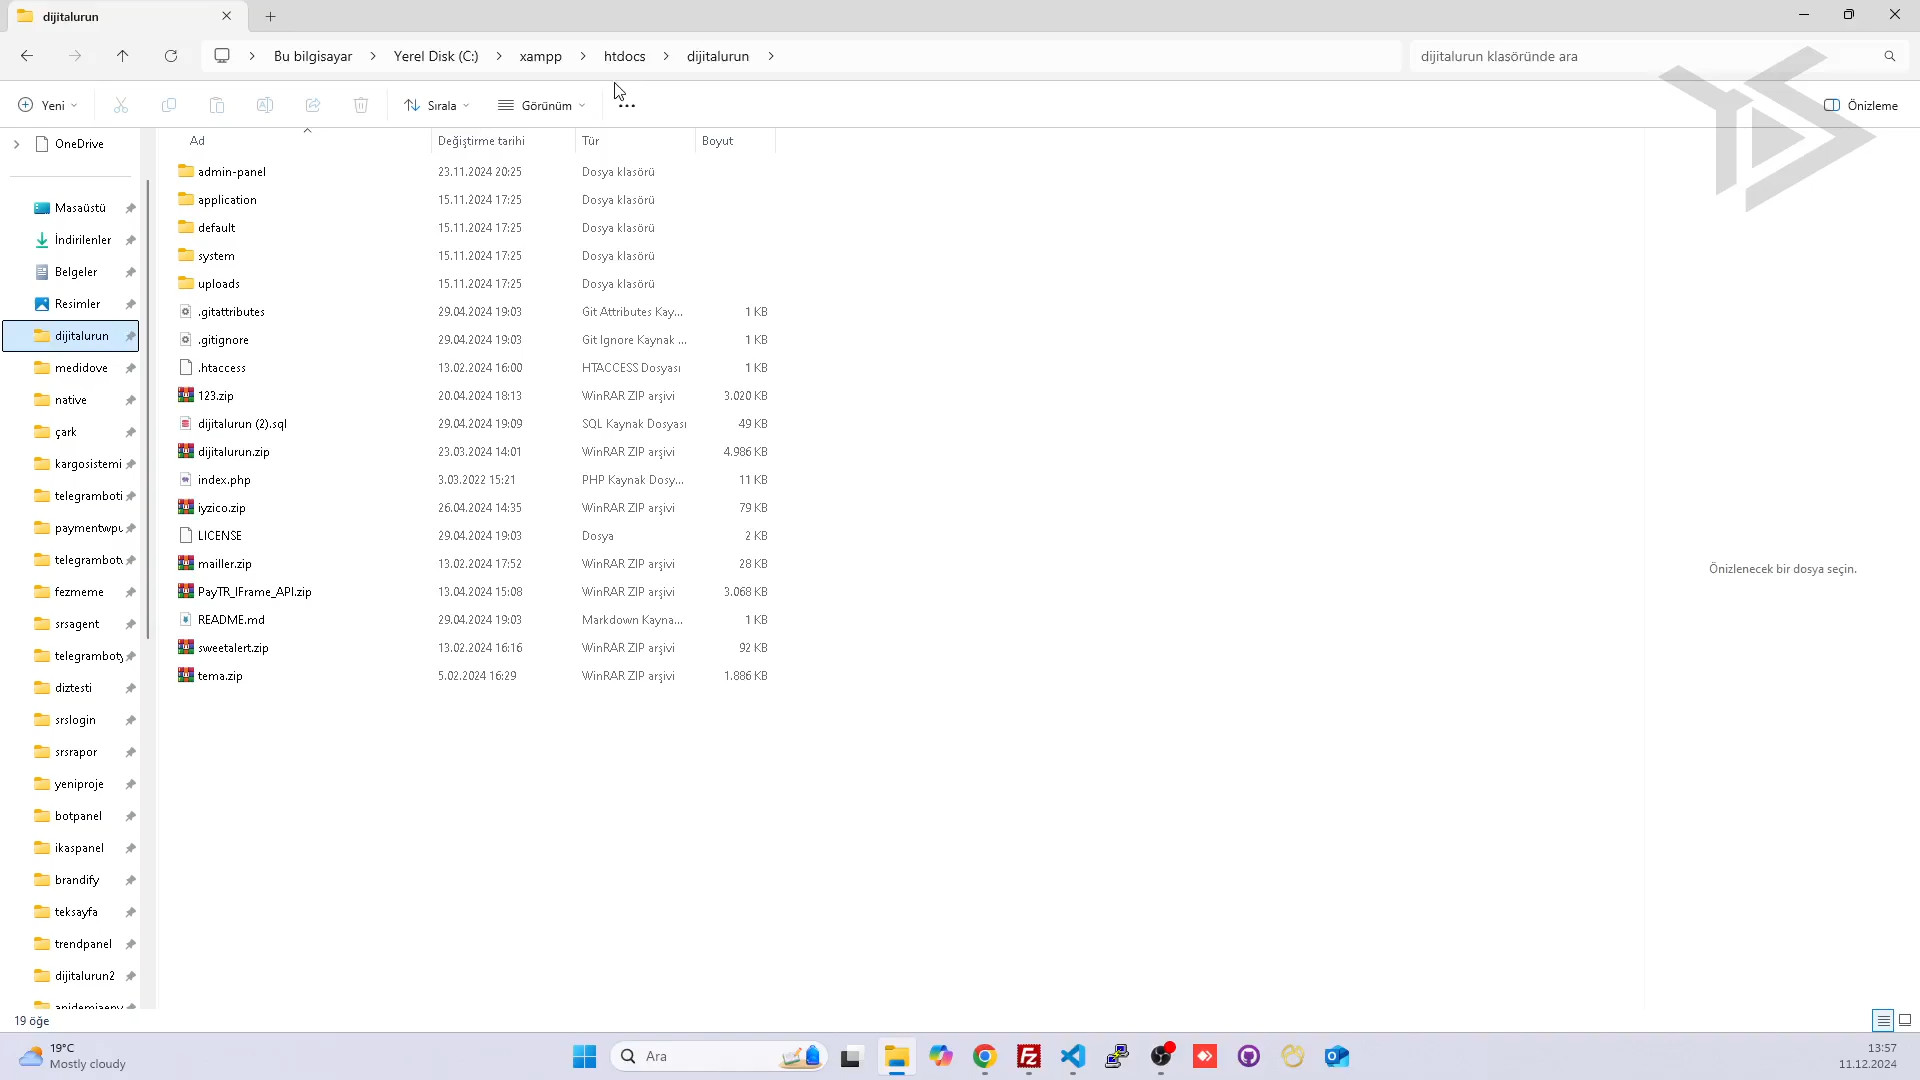 dijitalurun
Bu bilgisayar
Yerel Disk (C:)
xampp
htdocs
dijitalurun
dijitalurun klasöründe ara
Yeni
Sırala
Görünüm
Önizleme
Ad
Değiştirme tarihi
Tür
Boyut
OneDrive
Masaüstü
İndirilenler
Belgeler
Resimler
dijitalurun
medidove
native
çark
kargosistemi
telegramboti
paymentwpu
fezmeme
srsagent
diztesti
srslogin
srsrapor
yeniproje
botpanel
ikaspanel
brandify
teksayfa
trendpanel
dijitalurun2
admin-panel 23.11.2024 20:25 Dosya klasörü
application 15.11.2024 17:25 Dosya klasörü
default 15.11.2024 17:25 Dosya klasörü
system 15.11.2024 17:25 Dosya klasörü
uploads 15.11.2024 17:25 Dosya klasörü
.gitattributes 29.04.2024 19:03 Git Attributes Kay... 1 KB
.gitignore 29.04.2024 19:03 Git Ignore Kaynak ... 1 KB
.htaccess 13.02.2024 16:00 HTACCESS Dosyası 1 KB
123.zip 20.04.2024 18:13 WinRAR ZIP arşivi 3.020 KB
dijitalurun (2).sql 29.04.2024 19:09 SQL Kaynak Dosyası 49 KB
dijitalurun.zip 23.03.2024 14:01 WinRAR ZIP arşivi 4.986 KB
index.php 3.03.2022 15:21 PHP Kaynak Dosy... 11 KB
iyzico.zip 26.04.2024 14:35 WinRAR ZIP arşivi 79 KB
LICENSE 29.04.2024 19:03 Dosya 2 KB
mailler.zip 13.02.2024 17:52 WinRAR ZIP arşivi 28 KB
PayTR_IFrame_API.zip 13.04.2024 15:08 WinRAR ZIP arşivi 3.068 KB
README.md 29.04.2024 19:03 Markdown Kayna... 1 KB
sweetalert.zip 13.02.2024 16:16 WinRAR ZIP arşivi 92 KB
tema.zip 5.02.2024 16:29 WinRAR ZIP arşivi 1.886 KB
Önizlenecek bir dosya seçin.
19 öğe
19°C
Mostly cloudy
Ara
13:57
11.12.2024